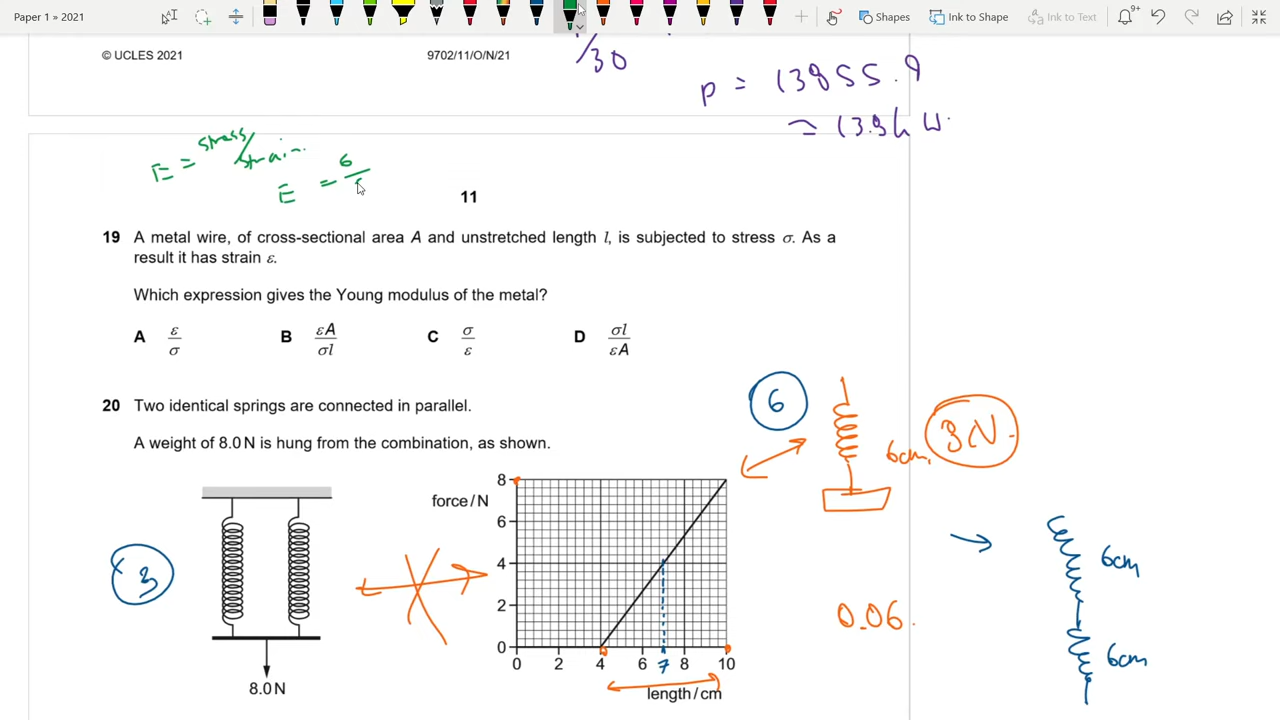 Paper 1 » 2021
Shapes
Ink to Shape
Ink to Text
9+
© UCLES 2021
9702/11/O/N/21
/30
p = 13855.9
≈ 13.9k W.
E = stress/strain.
E = 6/
11
19 A metal wire, of cross-sectional area A and unstretched length l, is subjected to stress σ. As a
result it has strain ε.
Which expression gives the Young modulus of the metal?
A ε/σ B εA/σl C σ/ε D σl/εA
20 Two identical springs are connected in parallel.
A weight of 8.0 N is hung from the combination, as shown.
6
3N.
6cm,
8
force / N
6
4
2
0
0 2 4 6 7 8 10
length / cm
8.0 N
3
0.06.
6cm
6cm